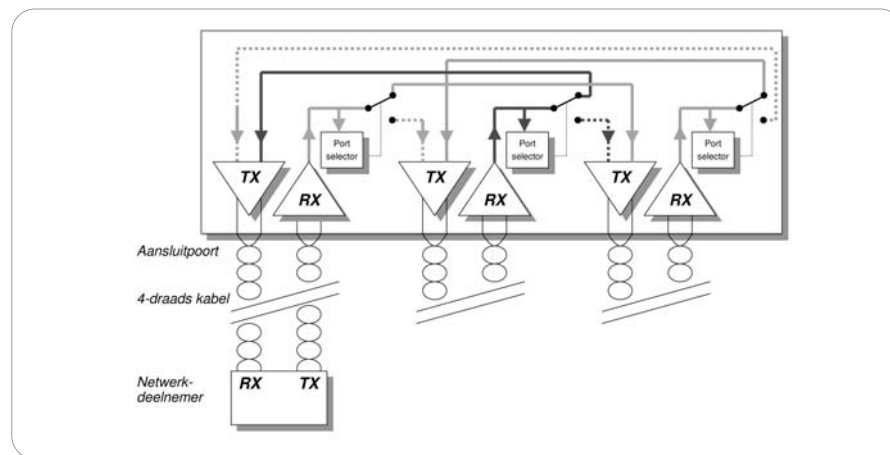 Port
selector
Port
selector
Port
selector
TX
RX
TX
RX
TX
RX
Aansluitpoort
4-draads kabel
Netwerk-
deelnemer
RX
TX